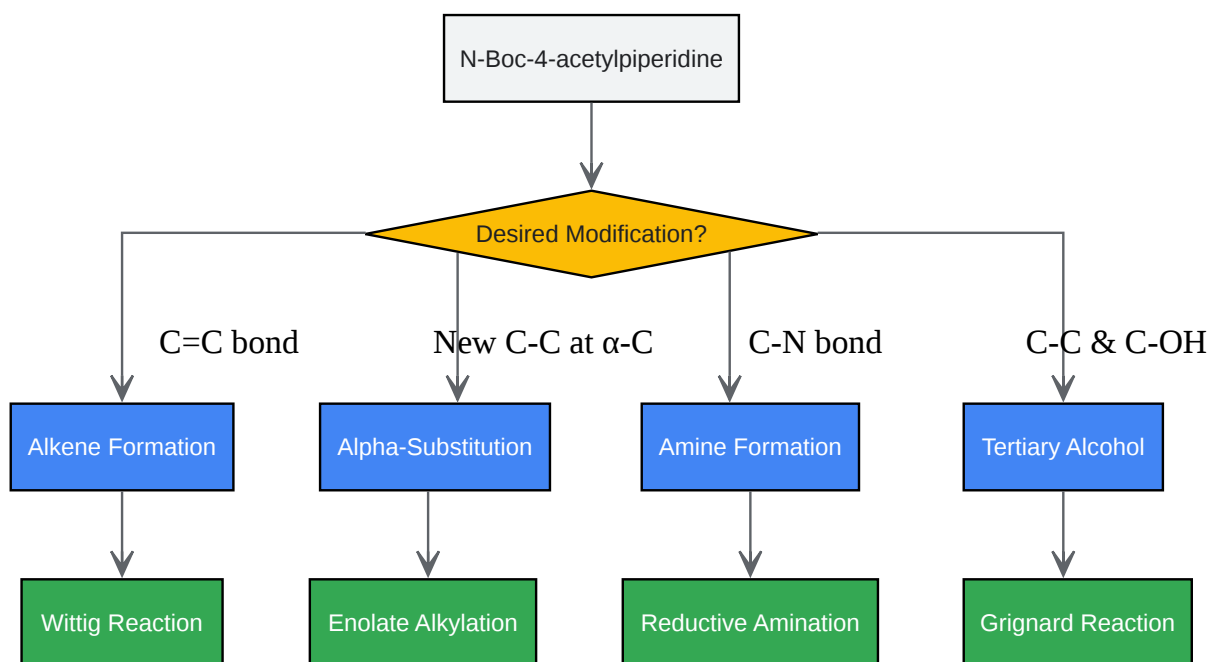 N-Boc-4-acetylpiperidine
Desired Modification?
C=C bond
New C-C at α-C
C-N bond
C-C & C-OH
Alkene Formation
Alpha-Substitution
Amine Formation
Tertiary Alcohol
Wittig Reaction
Enolate Alkylation
Reductive Amination
Grignard Reaction